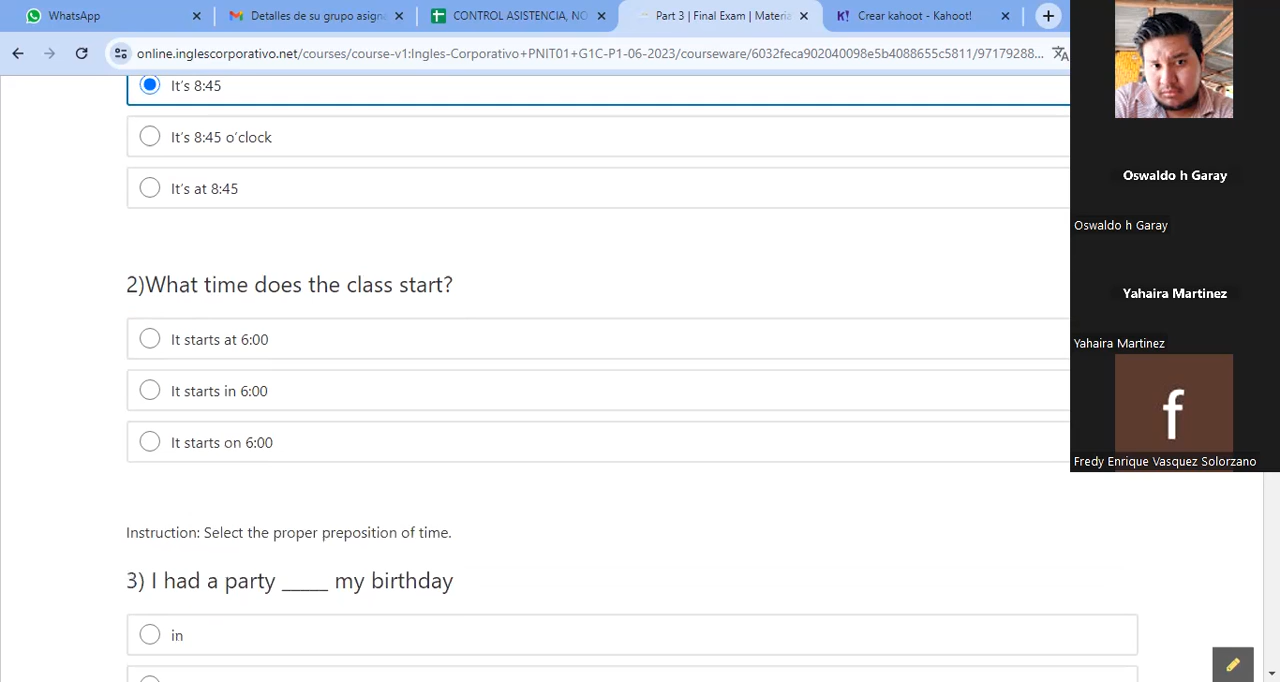 WhatsApp
Detalles de su grupo asigna
CONTROL ASISTENCIA, NO
Part 3 | Final Exam | Materia
K! Crear kahoot - Kahoot!
online.inglescorporativo.net/courses/course-v1:Ingles-Corporativo+PNIT01+G1C-P1-06-2023/courseware/6032feca902040098e5b4088655c5811/97179288...
It's 8:45
It's 8:45 o'clock
It's at 8:45
2)What time does the class start?
It starts at 6:00
It starts in 6:00
It starts on 6:00
Instruction: Select the proper preposition of time.
3) I had a party _____ my birthday
in
Oswaldo h Garay
Oswaldo h Garay
Yahaira Martinez
Yahaira Martinez
f
Fredy Enrique Vasquez Solorzano